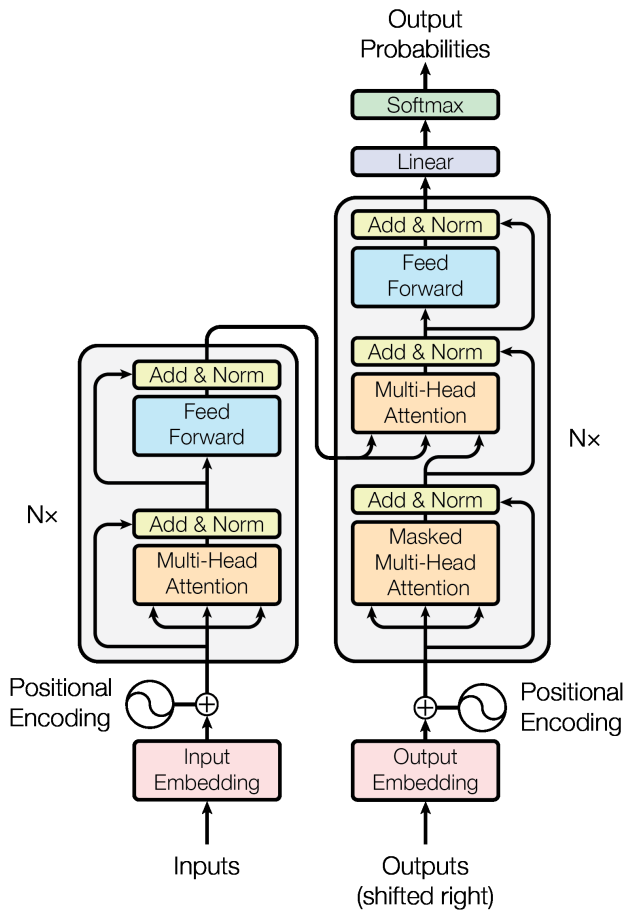 Output
Probabilities
Softmax
Linear
Add & Norm
Feed
Forward
Add & Norm
Multi-Head
Attention
Add & Norm
Masked
Multi-Head
Attention
N×
Add & Norm
Feed
Forward
Add & Norm
Multi-Head
Attention
N×
Positional
Encoding
Input
Embedding
Inputs
Positional
Encoding
Output
Embedding
Outputs
(shifted right)